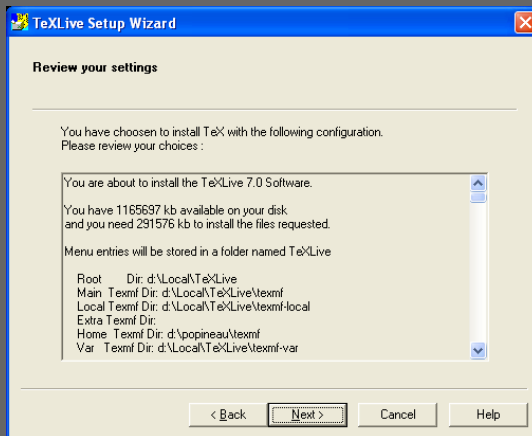 TeXLive Setup Wizard
Review your settings
You have choosen to install TeX with the following configuration.
Please review your choices :
You are about to install the TeXLive 7.0 Software.
You have 1165697 kb available on your disk
and you need 291576 kb to install the files requested.
Menu entries will be stored in a folder named TeXLive
Root Dir: d:\Local\TeXLive
Main Texmf Dir: d:\Local\TeXLive\texmf
Local Texmf Dir: d:\Local\TeXLive\texmf-local
Extra Texmf Dir:
Home Texmf Dir: d:\popineau\texmf
Var Texmf Dir: d:\Local\TeXLive\texmf-var
< Back
Next >
Cancel
Help